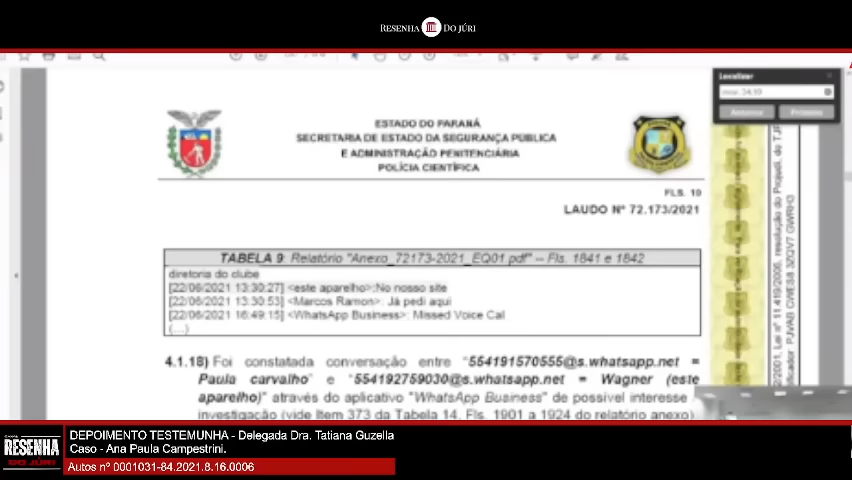 RESENHA DO JÚRI
Localizar
ESTADO DO PARANÁ
SECRETARIA DE ESTADO DA SEGURANÇA PÚBLICA
E ADMINISTRAÇÃO PENITENCIÁRIA
POLÍCIA CIENTÍFICA
FLS. 10
LAUDO Nº 72.173/2021
TABELA 9: Relatório "Anexo_72173-2021_EQ01.pdf" -- Fls. 1841 e 1842
diretoria do clube
[22/06/2021 13:30:27] <este aparelho>:No nosso site
[22/06/2021 13:30:53] <Marcos Ramon>: Já pedi aqui
[22/06/2021 16:49:15] <WhatsApp Business>: Missed Voice Call
(...)
4.1.18) Foi constatada conversação entre "554191570555@s.whatsapp.net =
Paula carvalho" e "554192759030@s.whatsapp.net = Wagner (este
aparelho)" através do aplicativo "WhatsApp Business" de possível interesse
investigação (vide Item 373 da Tabela 14, Fls. 1901 a 1924 do relatório anexo)
RESENHA
DO JÚRI
DEPOIMENTO TESTEMUNHA - Delegada Dra. Tatiana Guzella
Caso - Ana Paula Campestrini.
Autos nº 0001031-84.2021.8.16.0006